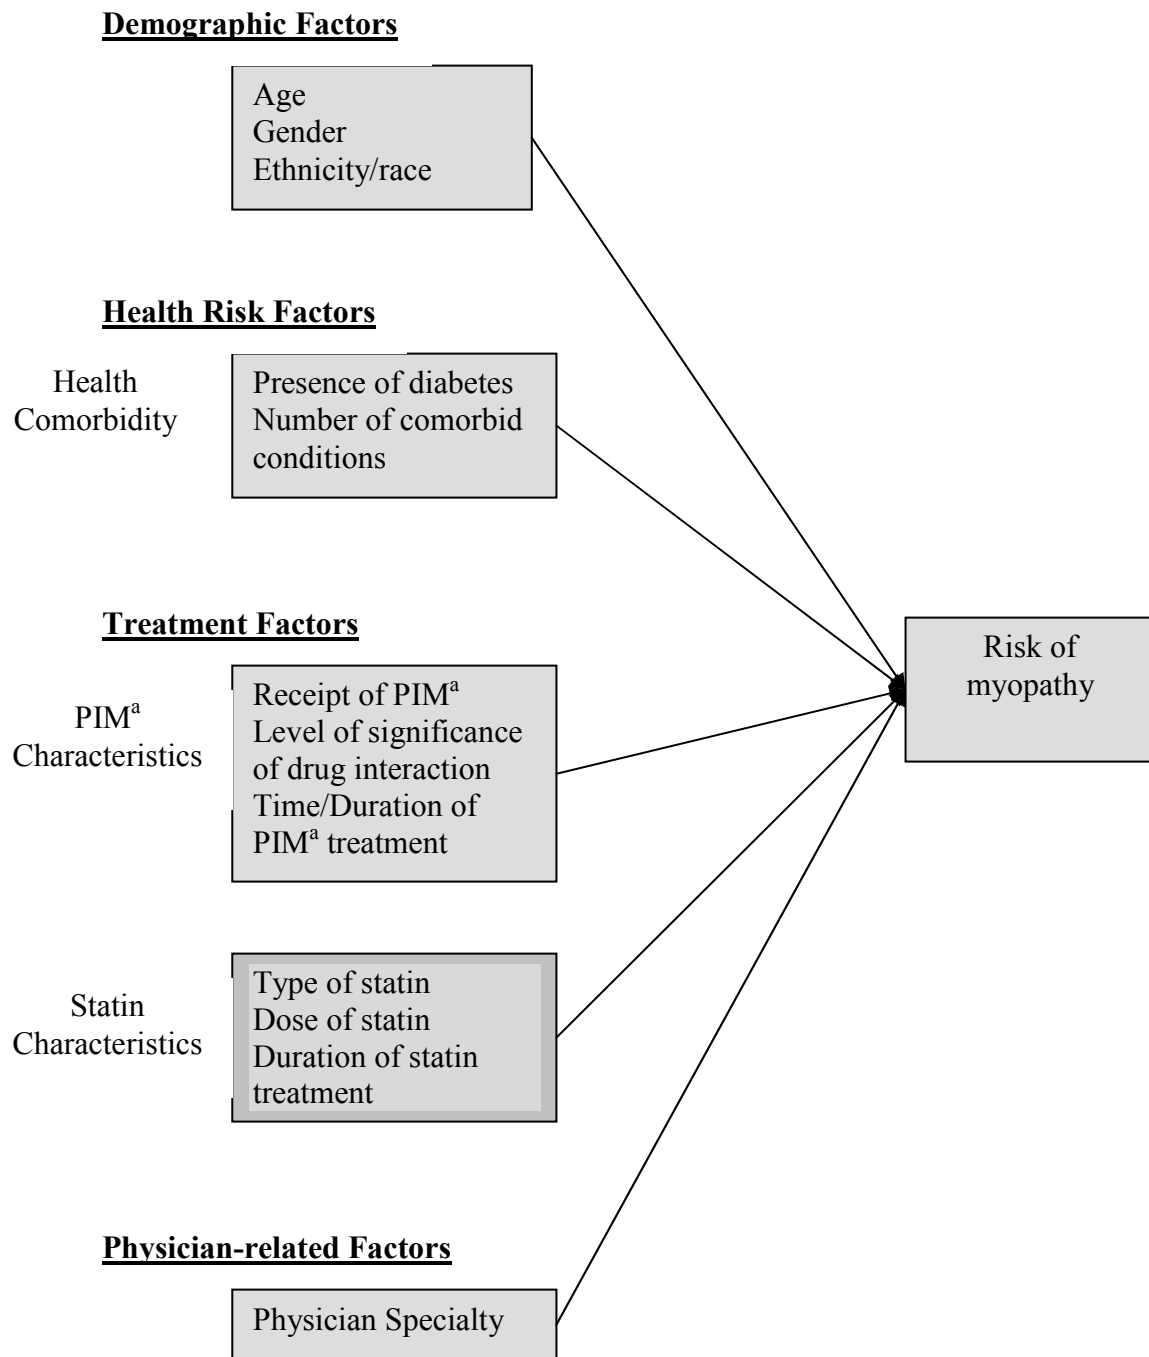 Demographic Factors
Age
Gender
Ethnicity/race
Health Risk Factors
Health
Comorbidity
Presence of diabetes
Number of comorbid
conditions
Treatment Factors
PIMᵃ
Characteristics
Receipt of PIMᵃ
Level of significance
of drug interaction
Time/Duration of
PIMᵃ treatment
Risk of
myopathy
Statin
Characteristics
Type of statin
Dose of statin
Duration of statin
treatment
Physician-related Factors
Physician Specialty